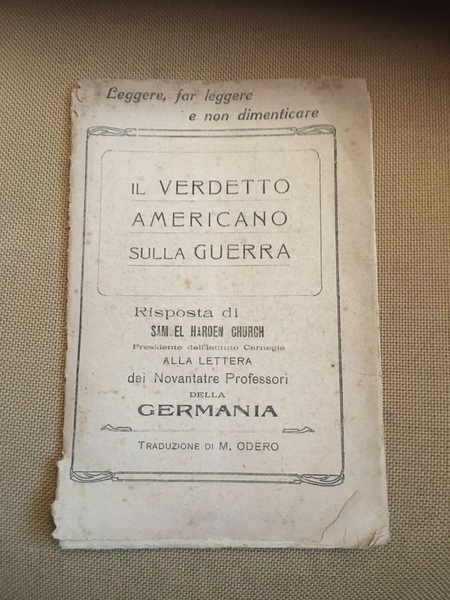 Leggere, far leggere
e non dimenticare
IL VERDETTO
AMERICANO
SULLA GUERRA
Risposta di
SAMUEL HARDEN CHURCH
Presidente dell'Istituto Carnegie
ALLA LETTERA
dei Novantatre Professori
DELLA
GERMANIA
TRADUZIONE DI M. ODERO